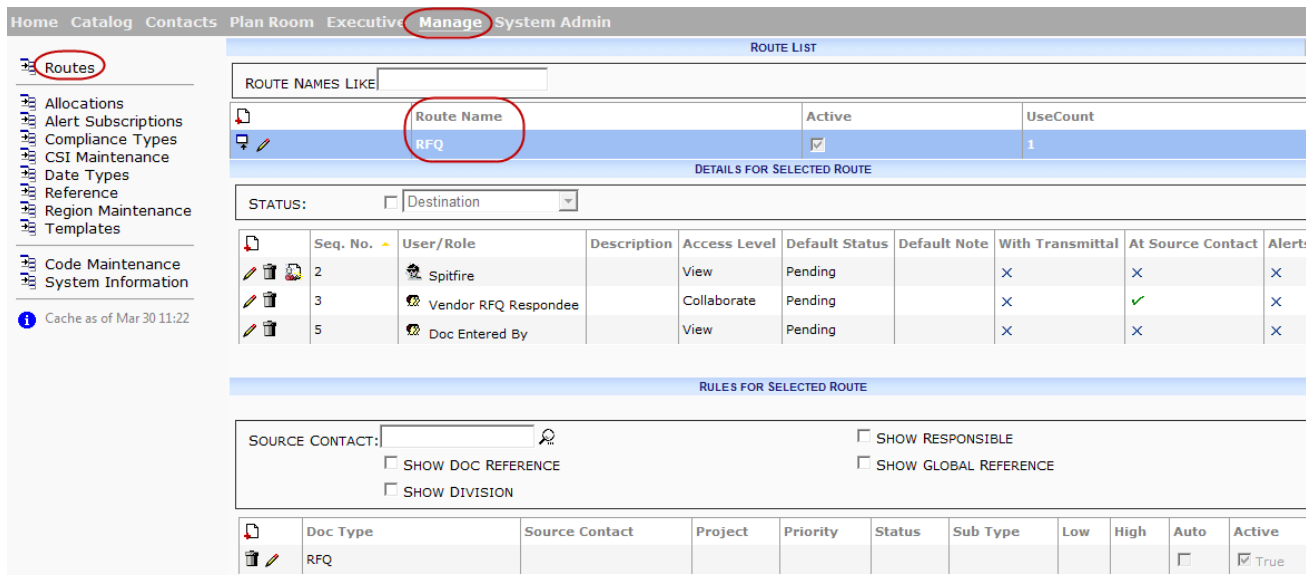 Home Catalog Contacts Plan Room Executive Manage System Admin
Routes
Allocations
Alert Subscriptions
Compliance Types
CSI Maintenance
Date Types
Reference
Region Maintenance
Templates
Code Maintenance
System Information
Cache as of Mar 30 11:22
ROUTE LIST
ROUTE NAMES LIKE
Route Name Active UseCount
RFQ 1
DETAILS FOR SELECTED ROUTE
STATUS: Destination
Seq. No. User/Role Description Access Level Default Status Default Note With Transmittal At Source Contact Alerts
2 Spitfire View Pending
3 Vendor RFQ Respondee Collaborate Pending
5 Doc Entered By View Pending
RULES FOR SELECTED ROUTE
SOURCE CONTACT: SHOW RESPONSIBLE
SHOW DOC REFERENCE SHOW GLOBAL REFERENCE
SHOW DIVISION
Doc Type Source Contact Project Priority Status Sub Type Low High Auto Active
RFQ True